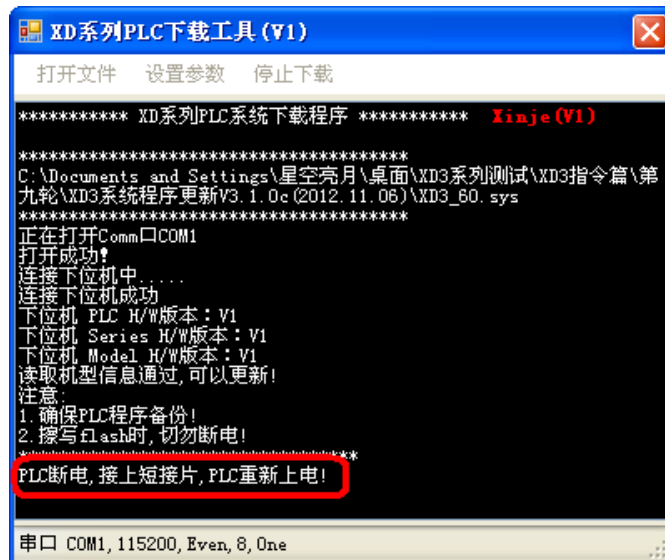 XD系列PLC下载工具(V1)
打开文件 设置参数 停止下载
*********** XD系列PLC系统下载程序 *********** Xinje(V1)
***************************************
C:\Documents and Settings\星空亮月\桌面\XD3系列测试\XD3指令篇\第
九轮\XD3系统程序更新V3.1.0c(2012.11.06)\XD3_60.sys
***************************************
正在打开Comm口COM1
打开成功!
连接下位机中.....
连接下位机成功
下位机 PLC H/W版本：V1
下位机 Series H/W版本：V1
下位机 Model H/W版本：V1
读取机型信息通过,可以更新!
注意:
1.确保PLC程序备份!
2.擦写flash时,切勿断电!
**********************************
PLC断电,接上短接片,PLC重新上电!
串口 COM1,115200,Even,8,One